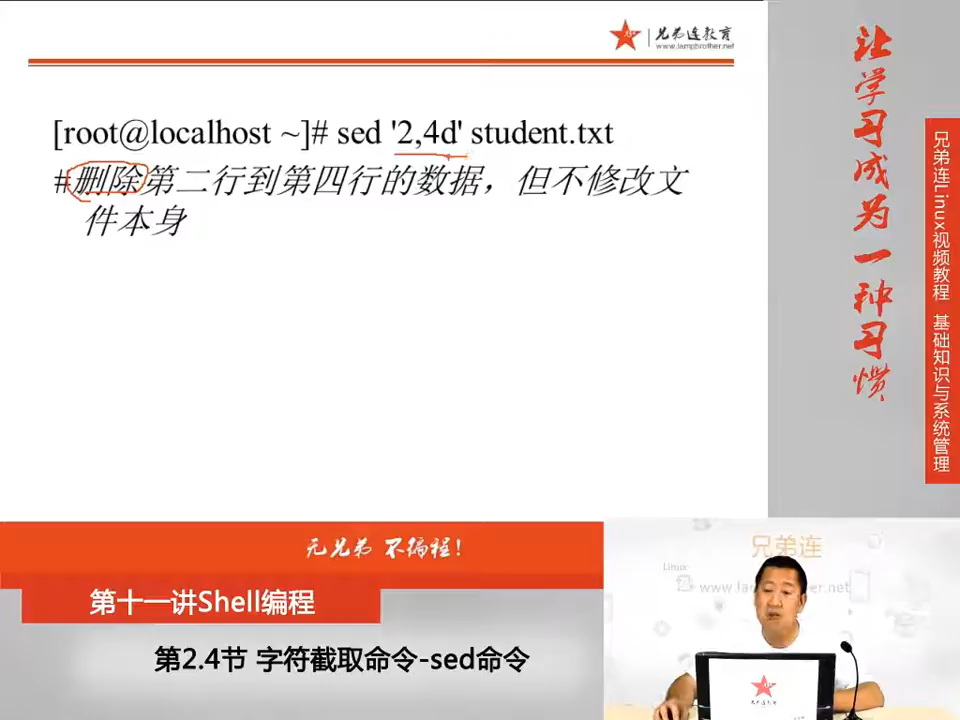 兄弟连教育
www.lampbrother.net
[root@localhost ~]# sed '2,4d' student.txt
#删除第二行到第四行的数据，但不修改文
件本身
让学习成为一种习惯
兄弟连Linux视频教程 基础知识与系统管理
无兄弟 不编程！
第十一讲Shell编程
第2.4节 字符截取命令-sed命令
兄弟连
Linux